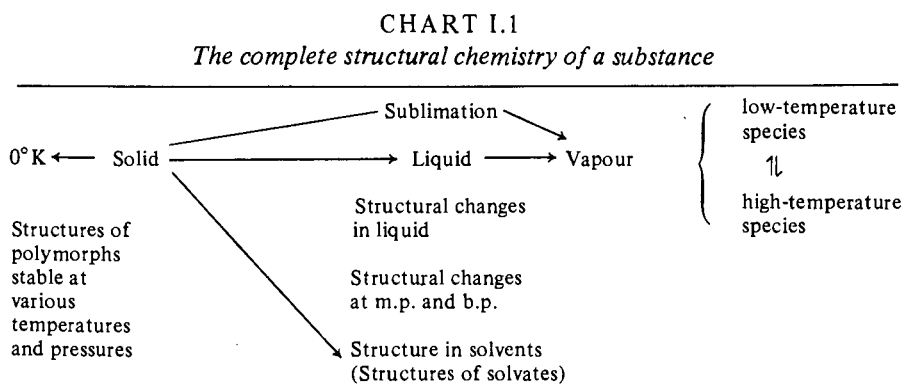 CHART I.1
The complete structural chemistry of a substance
Sublimation
0°K Solid Liquid Vapour
low-temperature
species
high-temperature
species
Structures of
polymorphs
stable at
various
temperatures
and pressures
Structural changes
in liquid
Structural changes
at m.p. and b.p.
Structure in solvents
(Structures of solvates)